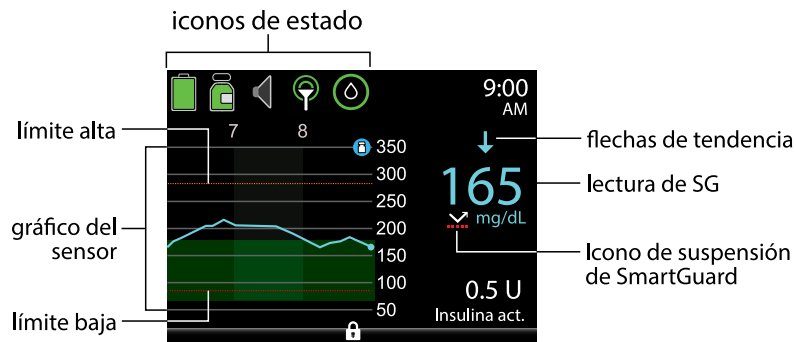 iconos de estado
9:00
AM
7 8
límite alta
350
flechas de tendencia
300
250
165
lectura de SG
mg/dL
gráfico del
sensor
200
150
Icono de suspensión
de SmartGuard
100
50
límite baja
0.5 U
Insulina act.